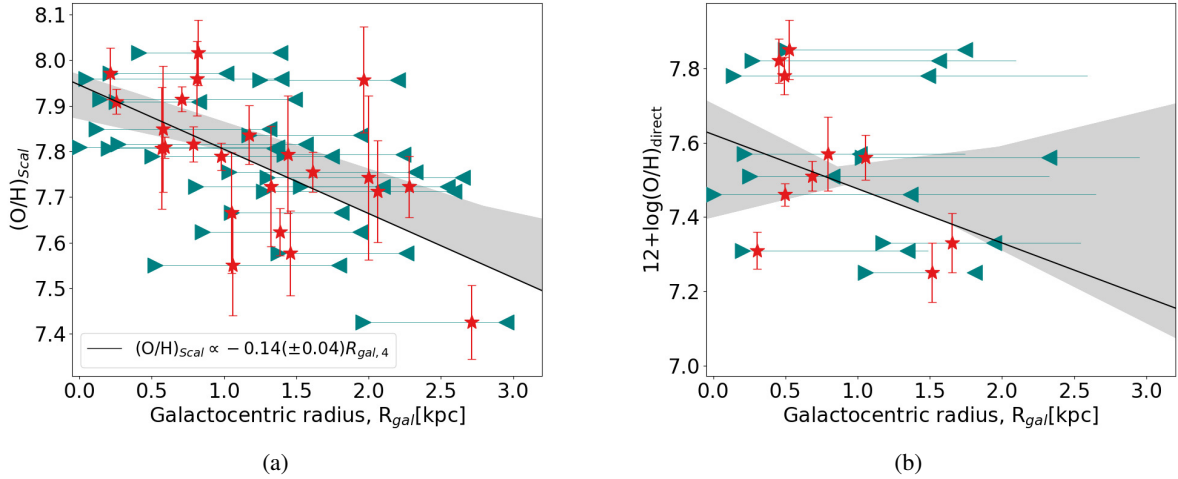 8.1
8.0
7.9
7.8
7.7
7.6
7.5
7.4
(O/H)Scal
(O/H)Scal ∝ − 0.14(±0.04)Rgal, 4
0.0 0.5 1.0 1.5 2.0 2.5 3.0
Galactocentric radius, Rgal[kpc]
(a)
7.8
7.6
7.4
7.2
7.0
12+log(O/H)direct
0.0 0.5 1.0 1.5 2.0 2.5 3.0
Galactocentric radius, Rgal[kpc]
(b)